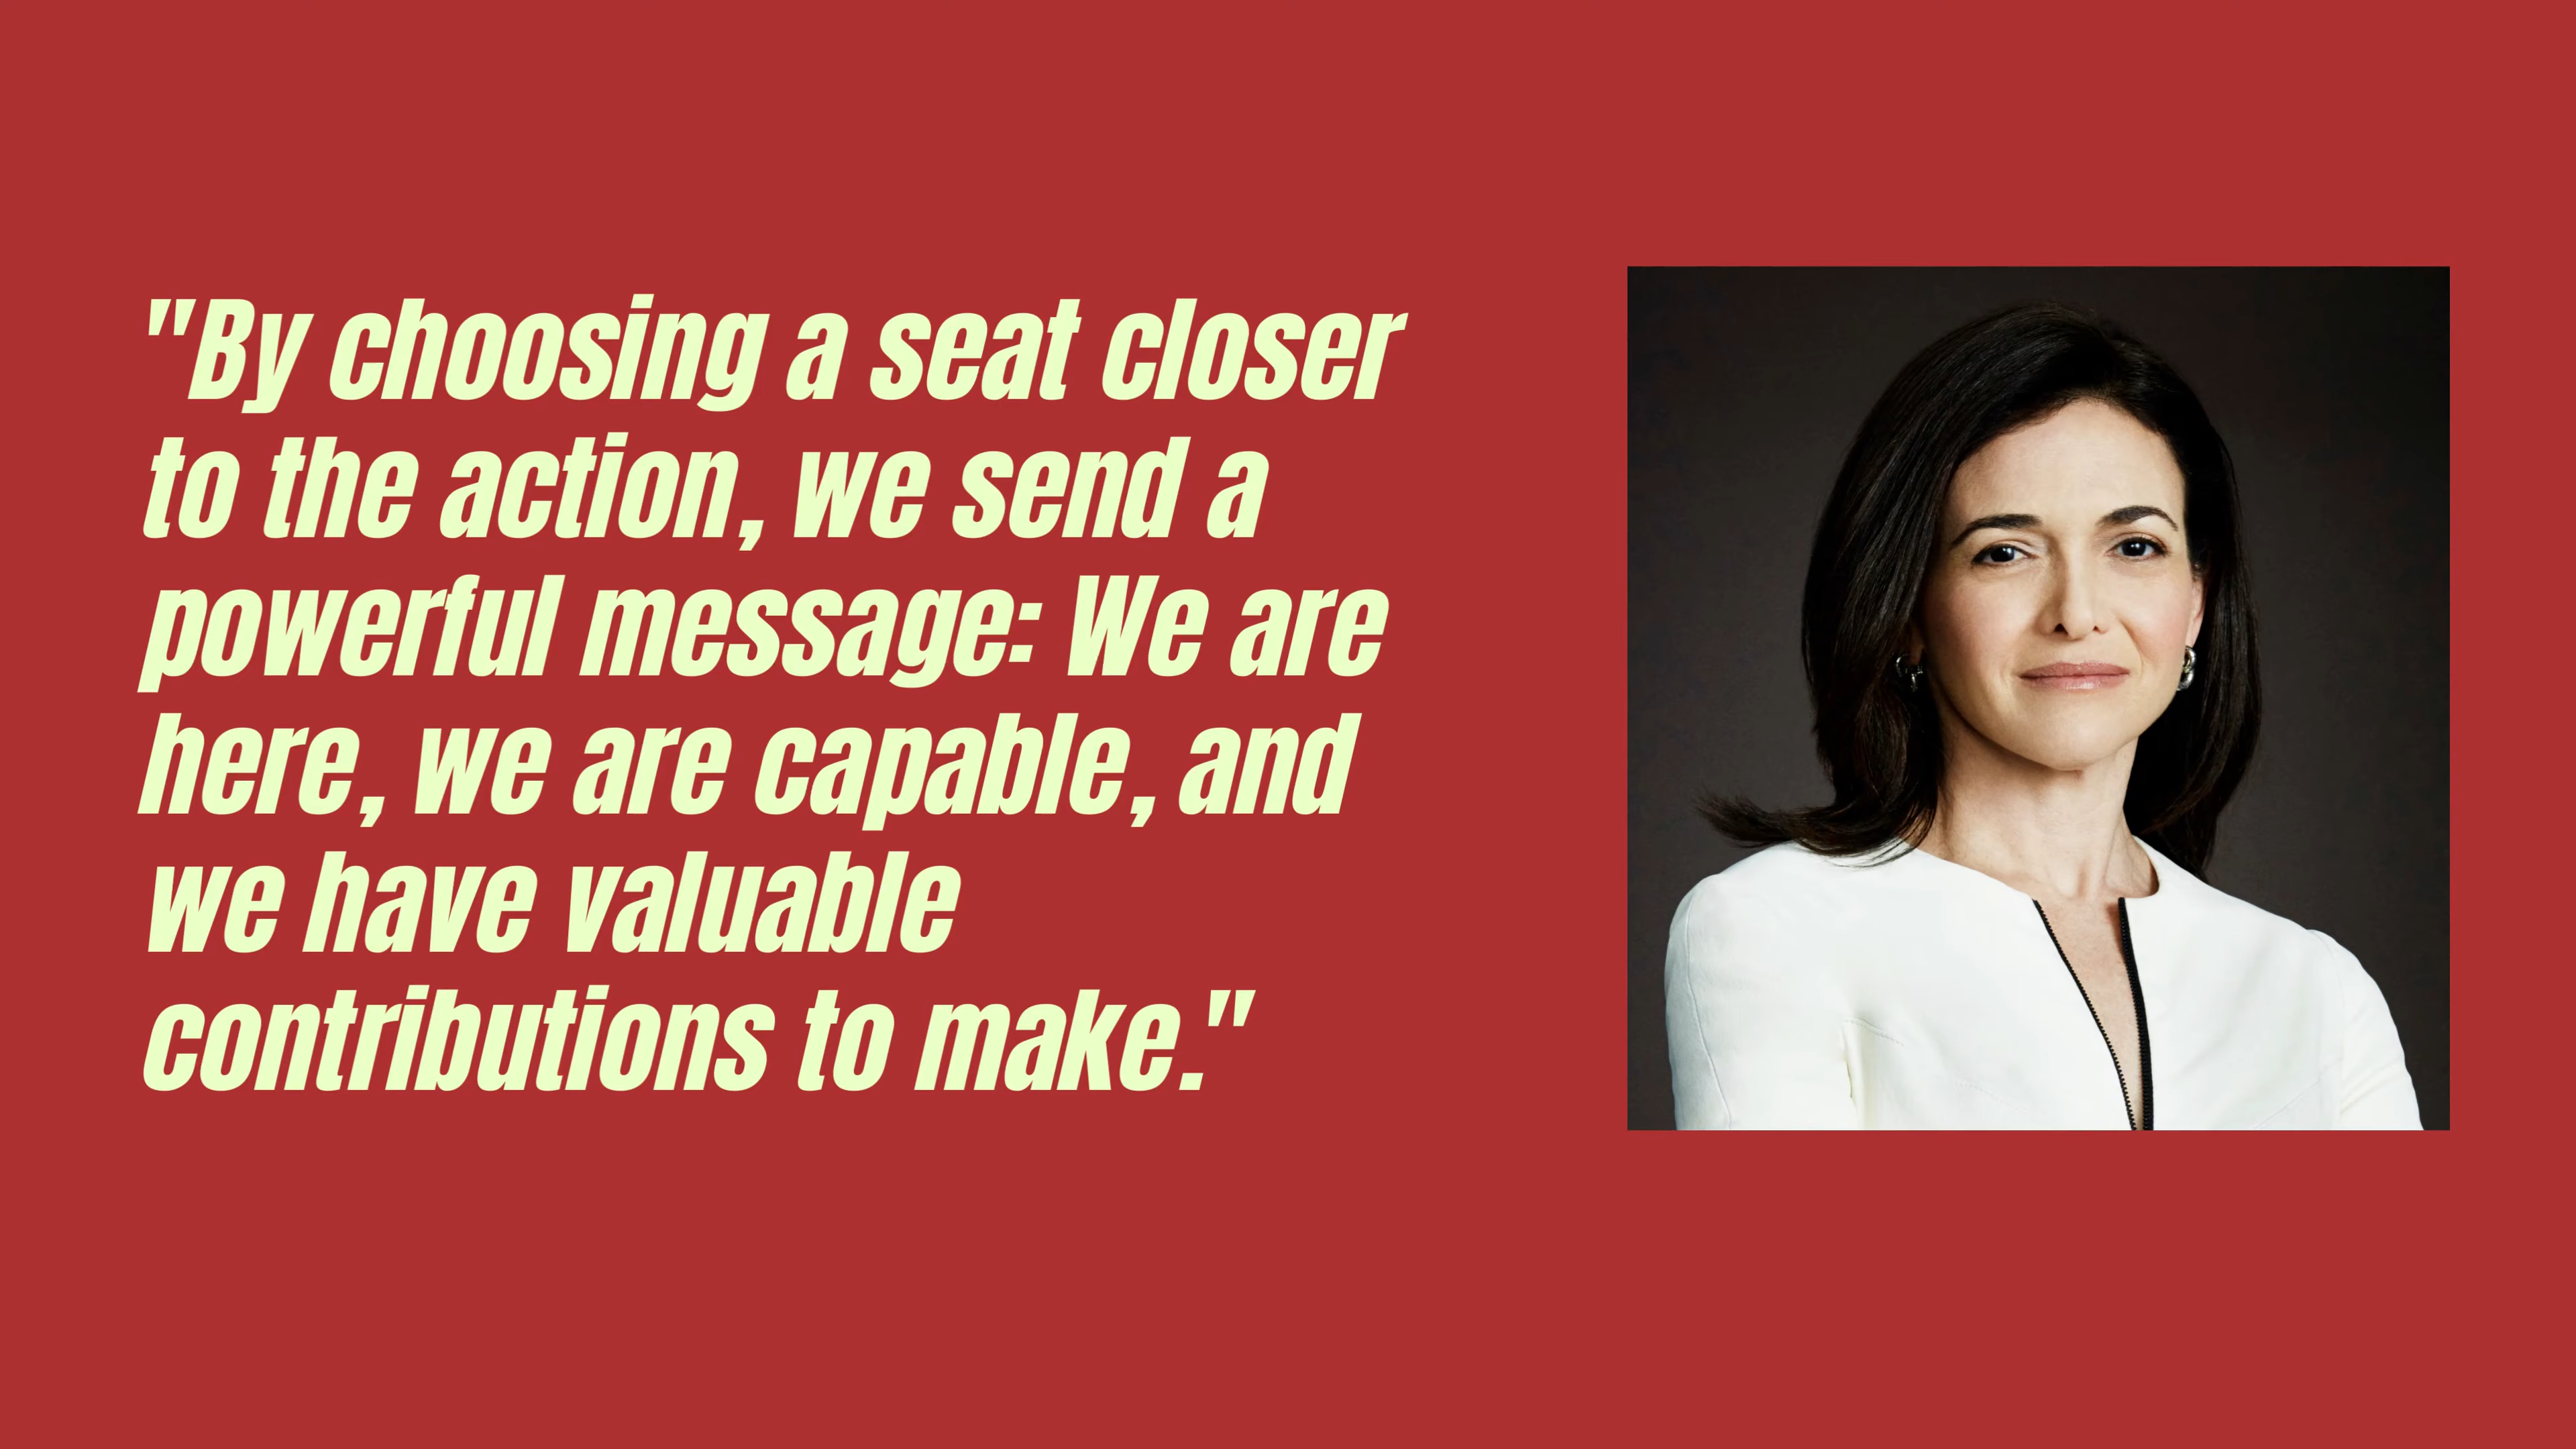 "By choosing a seat closer
to the action, we send a
powerful message: We are
here, we are capable, and
we have valuable
contributions to make."